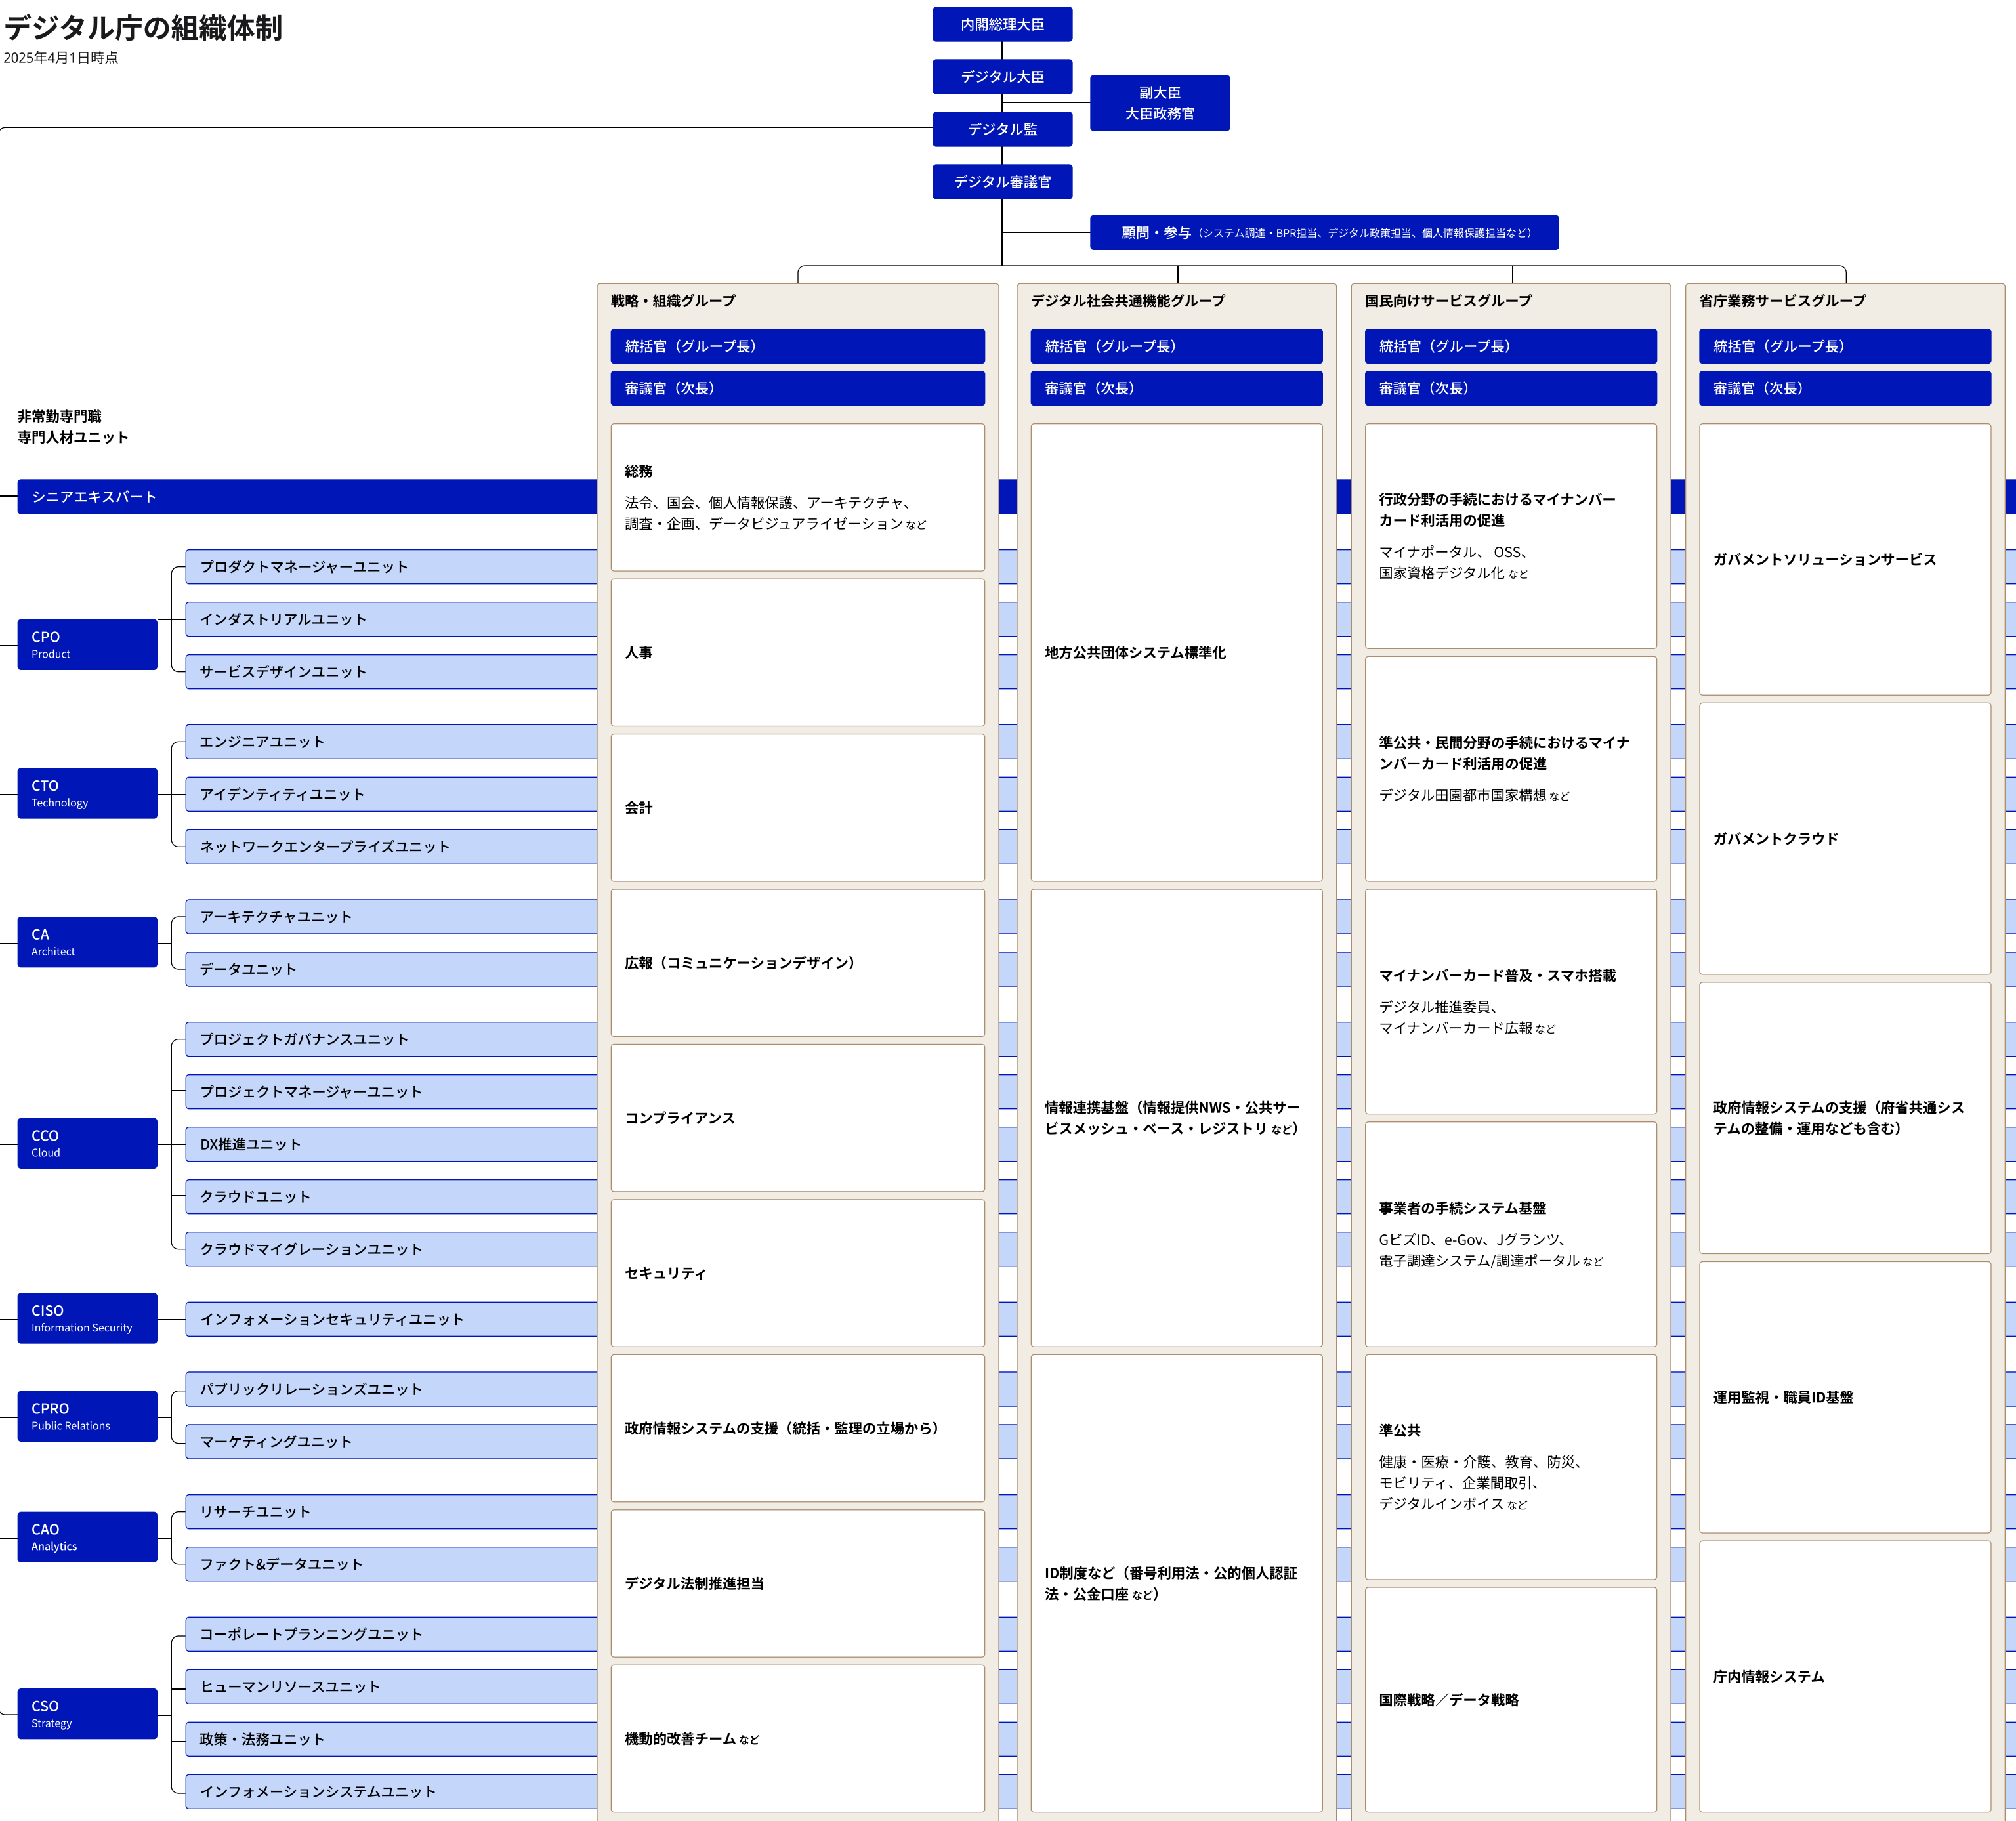 デジタル庁の組織体制
2025年4月1日時点
内閣総理大臣
デジタル大臣
副大臣
大臣政務官
デジタル監
デジタル審議官
顧問・参与（システム調達・BPR担当、デジタル政策担当、個人情報保護担当など）
非常勤専門職
専門人材ユニット
シニアエキスパート
CPO
Product
プロダクトマネージャーユニット
インダストリアルユニット
サービスデザインユニット
CTO
Technology
エンジニアユニット
アイデンティティユニット
ネットワークエンタープライズユニット
CA
Architect
アーキテクチャユニット
データユニット
CCO
Cloud
プロジェクトガバナンスユニット
プロジェクトマネージャーユニット
DX推進ユニット
クラウドユニット
クラウドマイグレーションユニット
CISO
Information Security
インフォメーションセキュリティユニット
CPRO
Public Relations
パブリックリレーションズユニット
マーケティングユニット
CAO
Analytics
リサーチユニット
ファクト&データユニット
CSO
Strategy
コーポレートプランニングユニット
ヒューマンリソースユニット
政策・法務ユニット
インフォメーションシステムユニット
戦略・組織グループ
統括官（グループ長）
審議官（次長）
総務
法令、国会、個人情報保護、アーキテクチャ、
調査・企画、データビジュアライゼーション など
人事
会計
広報（コミュニケーションデザイン）
コンプライアンス
セキュリティ
政府情報システムの支援（統括・監理の立場から）
デジタル法制推進担当
機動的改善チーム など
デジタル社会共通機能グループ
統括官（グループ長）
審議官（次長）
地方公共団体システム標準化
情報連携基盤（情報提供NWS・公共サー
ビスメッシュ・ベース・レジストリ など）
ID制度など（番号利用法・公的個人認証
法・公金口座 など）
国民向けサービスグループ
統括官（グループ長）
審議官（次長）
行政分野の手続におけるマイナンバー
カード利活用の促進
マイナポータル、 OSS、
国家資格デジタル化 など
準公共・民間分野の手続におけるマイナ
ンバーカード利活用の促進
デジタル田園都市国家構想 など
マイナンバーカード普及・スマホ搭載
デジタル推進委員、
マイナンバーカード広報 など
事業者の手続システム基盤
GビズID、e-Gov、Jグランツ、
電子調達システム/調達ポータル など
準公共
健康・医療・介護、教育、防災、
モビリティ、企業間取引、
デジタルインボイス など
国際戦略／データ戦略
省庁業務サービスグループ
統括官（グループ長）
審議官（次長）
ガバメントソリューションサービス
ガバメントクラウド
政府情報システムの支援（府省共通シス
テムの整備・運用なども含む）
運用監視・職員ID基盤
庁内情報システム